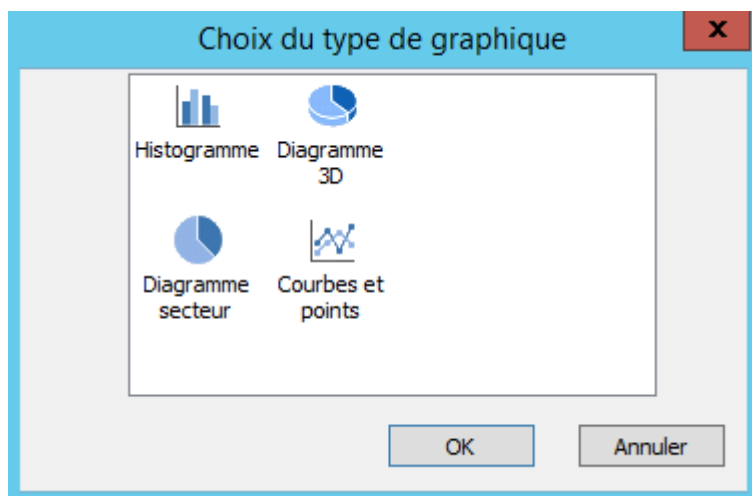 Choix du type de graphique
x
Histogramme
Diagramme
3D
Diagramme
secteur
Courbes et
points
OK
Annuler